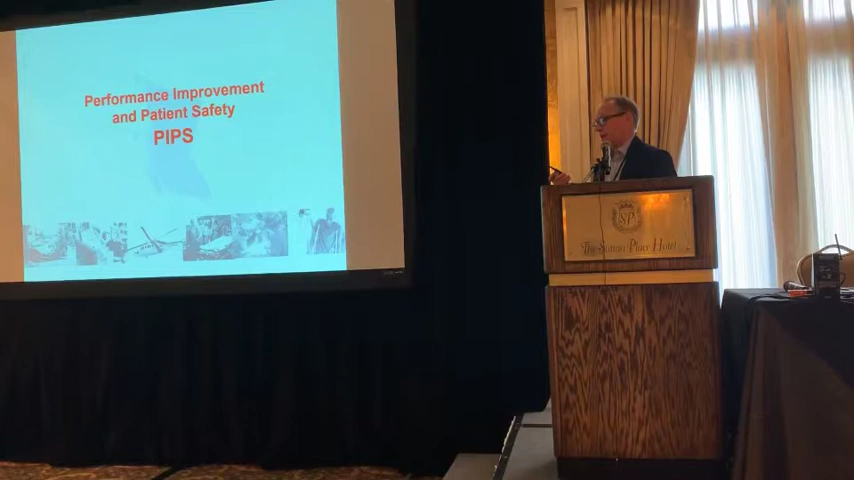 Performance Improvement
and Patient Safety
PIPS
SP
The Sutton Place Hotel